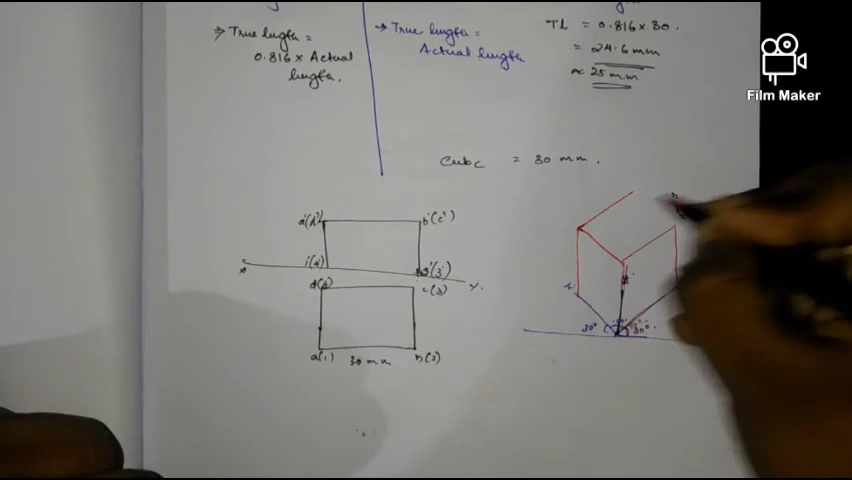 ⇒ True length =
0.816 × Actual
length.
→ True length =
Actual length
TL = 0.816 × 30.
= 24.6 mm
≈ 25 mm
Film Maker
Cube = 30 mm.
a'(d') b'(c')
1'(4') 2'(3')
x y.
d(4) c(3)
a(1) 30 mm b(2)
30° 30°